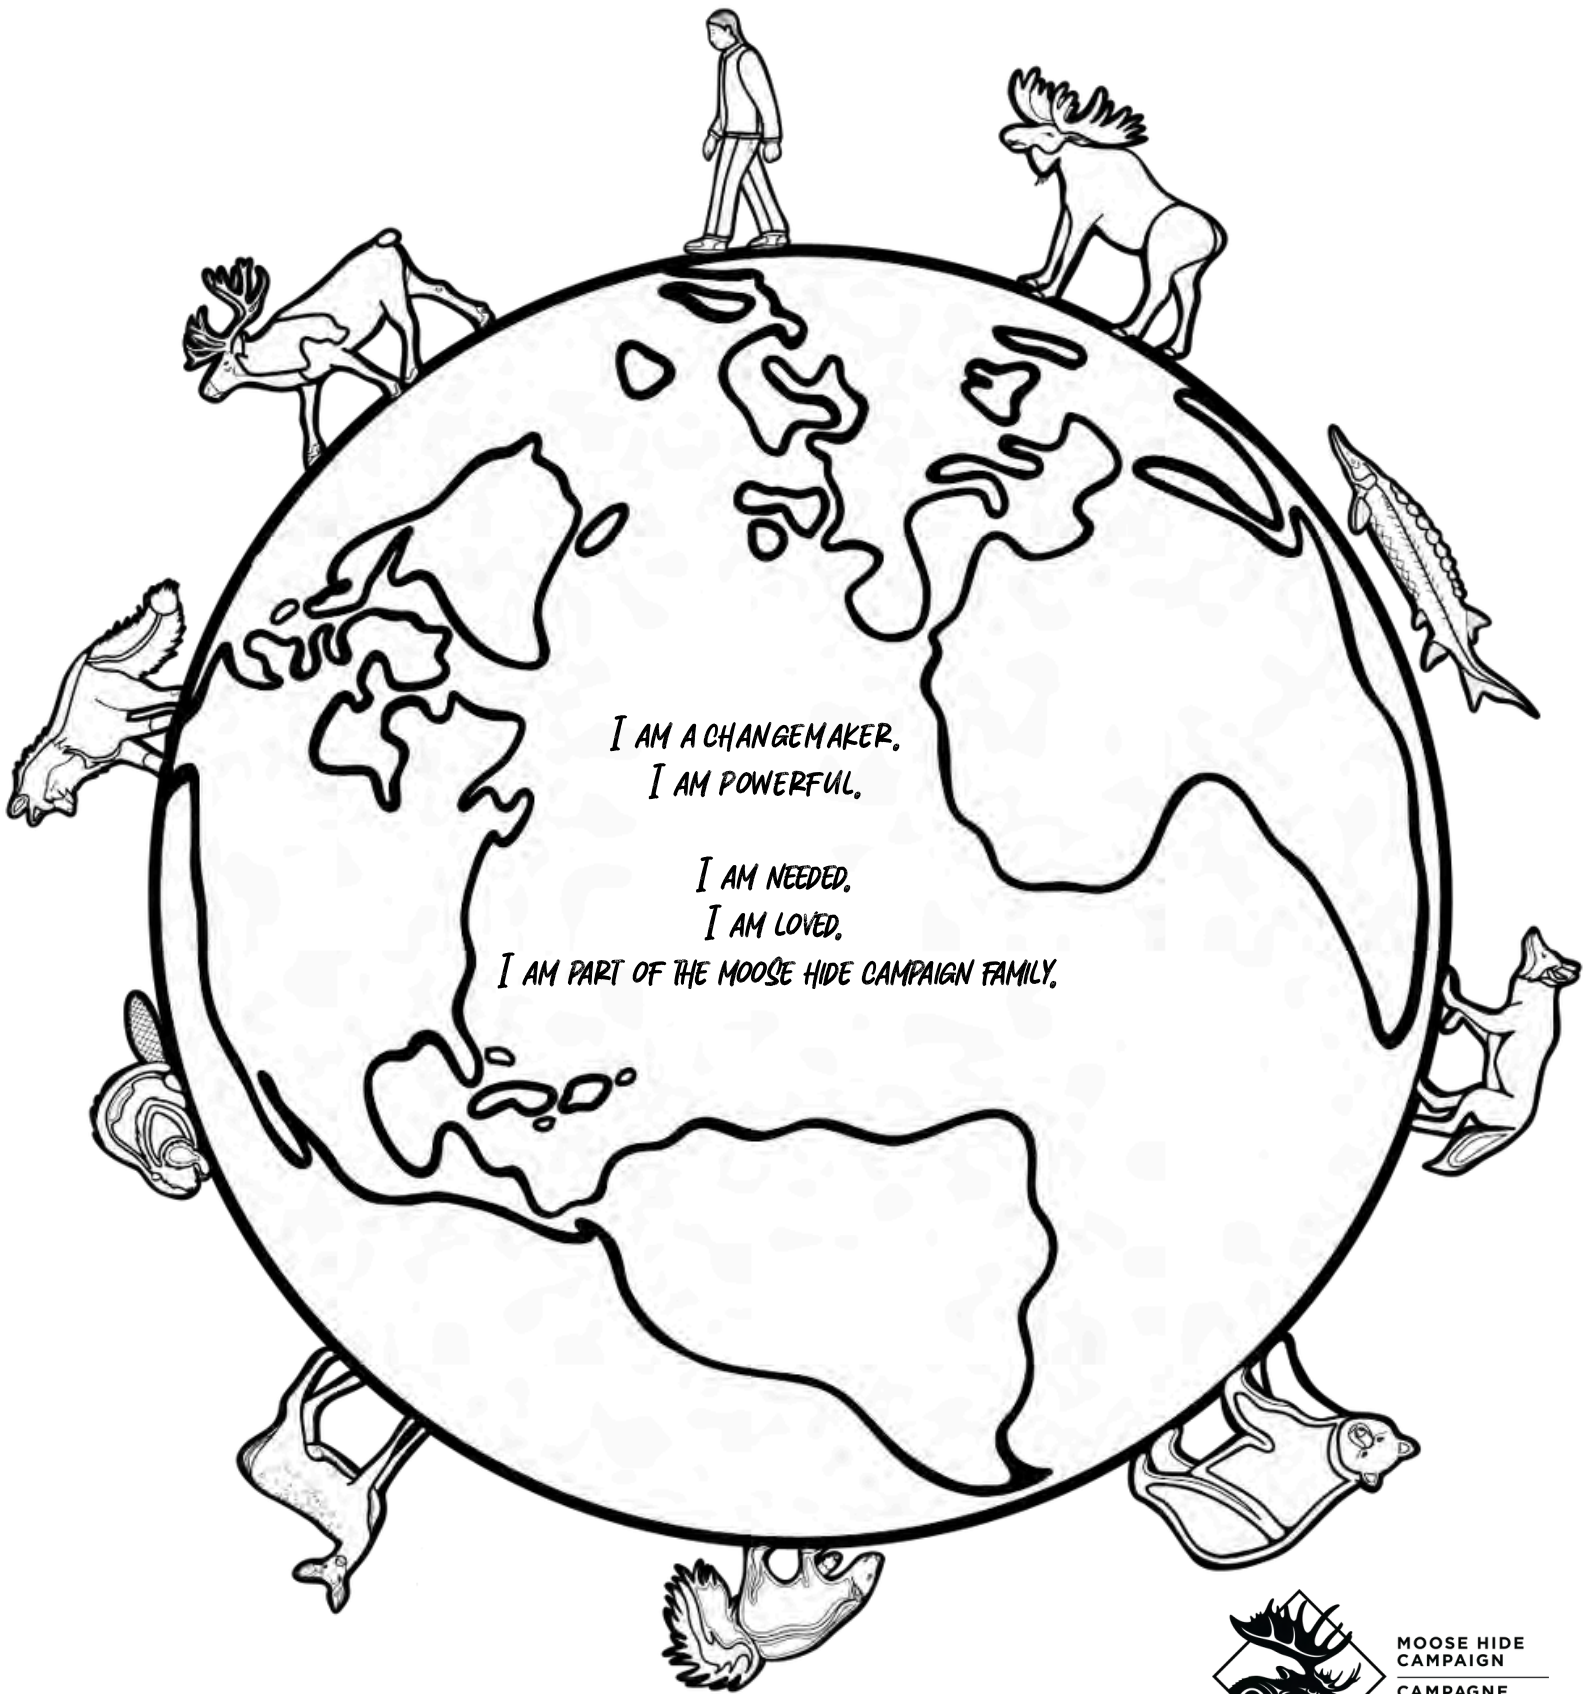 I AM A CHANGEMAKER.
I AM POWERFUL.
I AM NEEDED.
I AM LOVED.
I AM PART OF THE MOOSE HIDE CAMPAIGN FAMILY.
MOOSE HIDE
CAMPAIGN
CAMPAGNE